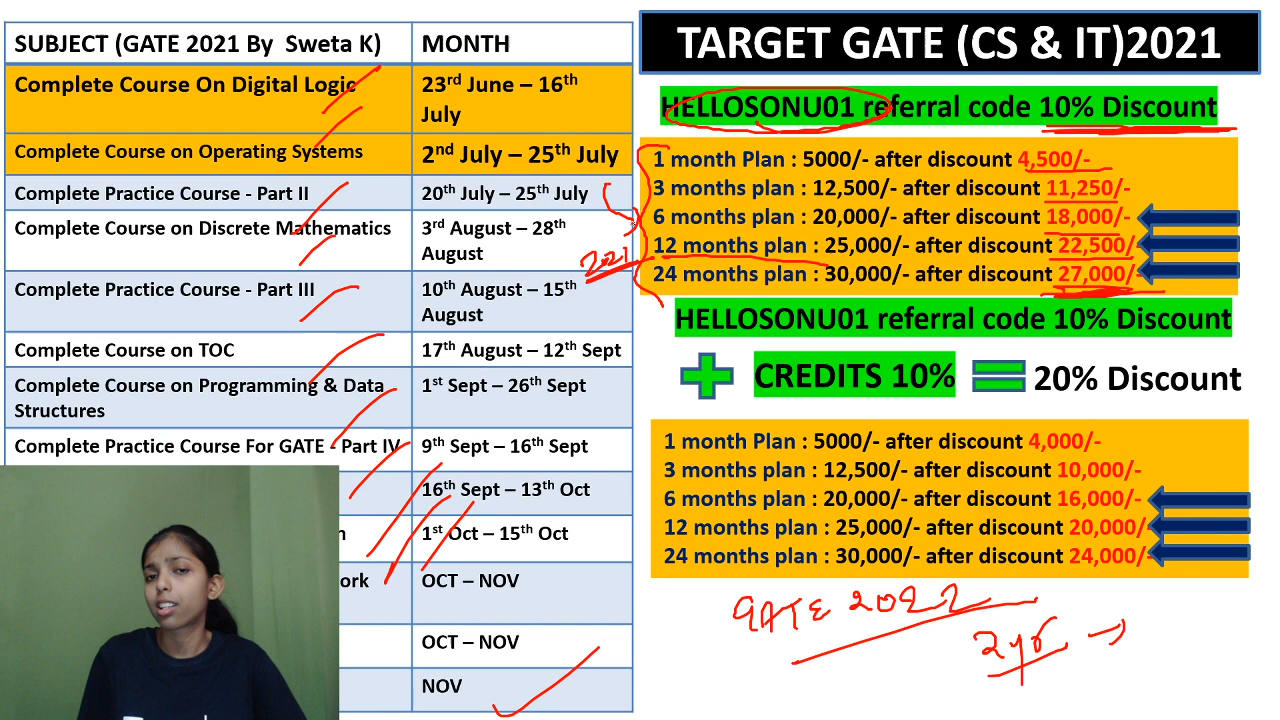 SUBJECT (GATE 2021 By Sweta K) MONTH
Complete Course On Digital Logic 23rd June – 16th
July
Complete Course on Operating Systems 2nd July – 25th July
Complete Practice Course - Part II 20th July – 25th July
Complete Course on Discrete Mathematics 3rd August – 28th
August
Complete Practice Course - Part III 10th August – 15th
August
Complete Course on TOC 17th August – 12th Sept
Complete Course on Programming & Data 1st Sept – 26th Sept
Structures
Complete Practice Course For GATE - Part IV 9th Sept – 16th Sept
16th Sept – 13th Oct
1st Oct – 15th Oct
OCT – NOV
OCT – NOV
NOV
TARGET GATE (CS & IT)2021
HELLOSONU01 referral code 10% Discount
1 month Plan : 5000/- after discount 4,500/-
3 months plan : 12,500/- after discount 11,250/-
6 months plan : 20,000/- after discount 18,000/-
12 months plan : 25,000/- after discount 22,500/-
24 months plan : 30,000/- after discount 27,000/-
2021
HELLOSONU01 referral code 10% Discount
CREDITS 10% 20% Discount
1 month Plan : 5000/- after discount 4,000/-
3 months plan : 12,500/- after discount 10,000/-
6 months plan : 20,000/- after discount 16,000/-
12 months plan : 25,000/- after discount 20,000/-
24 months plan : 30,000/- after discount 24,000/-
GATE 2022
2yr